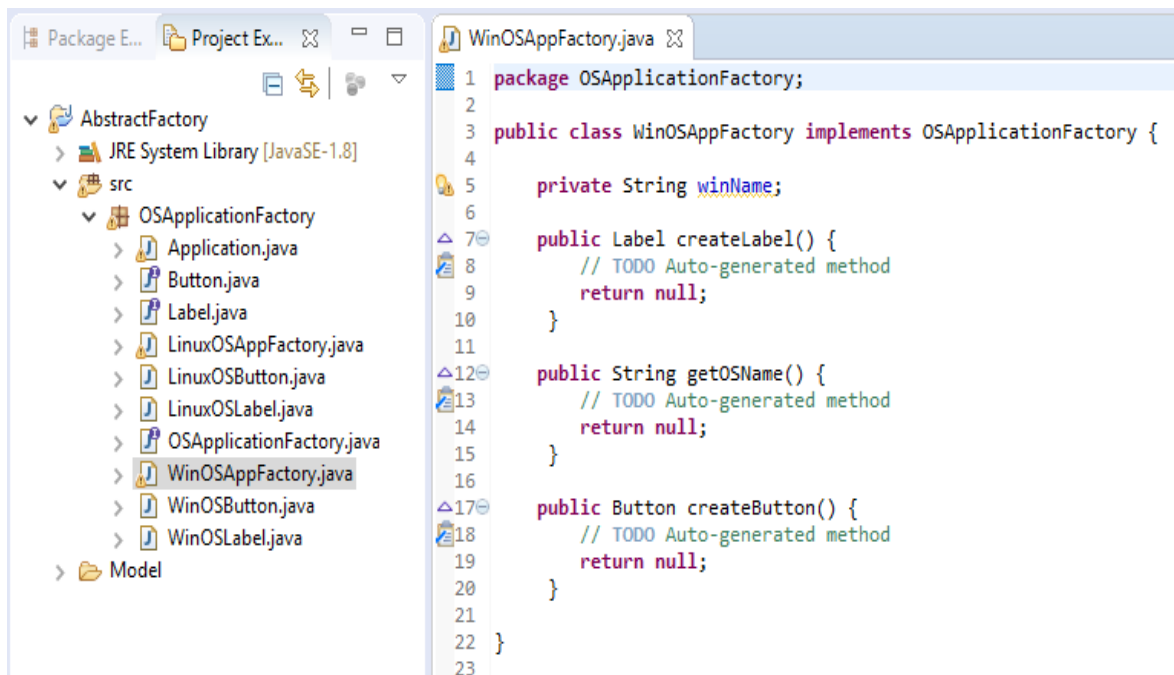 Package E...
Project Ex...
AbstractFactory
JRE System Library [JavaSE-1.8]
src
OSApplicationFactory
Application.java
Button.java
Label.java
LinuxOSAppFactory.java
LinuxOSButton.java
LinuxOSLabel.java
OSApplicationFactory.java
WinOSAppFactory.java
WinOSButton.java
WinOSLabel.java
Model
WinOSAppFactory.java
1 package OSApplicationFactory;
2
3 public class WinOSAppFactory implements OSApplicationFactory {
4
5     private String winName;
6
7     public Label createLabel() {
8         // TODO Auto-generated method
9         return null;
10     }
11
12     public String getOSName() {
13         // TODO Auto-generated method
14         return null;
15     }
16
17     public Button createButton() {
18         // TODO Auto-generated method
19         return null;
20     }
21
22 }
23